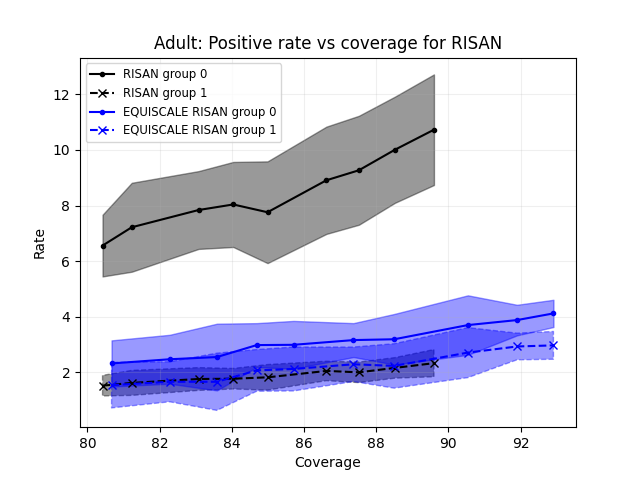 Adult: Positive rate vs coverage for RISAN
RISAN group 0
RISAN group 1
EQUISCALE RISAN group 0
EQUISCALE RISAN group 1
Rate
12
10
8
6
4
2
80 82 84 86 88 90 92
Coverage